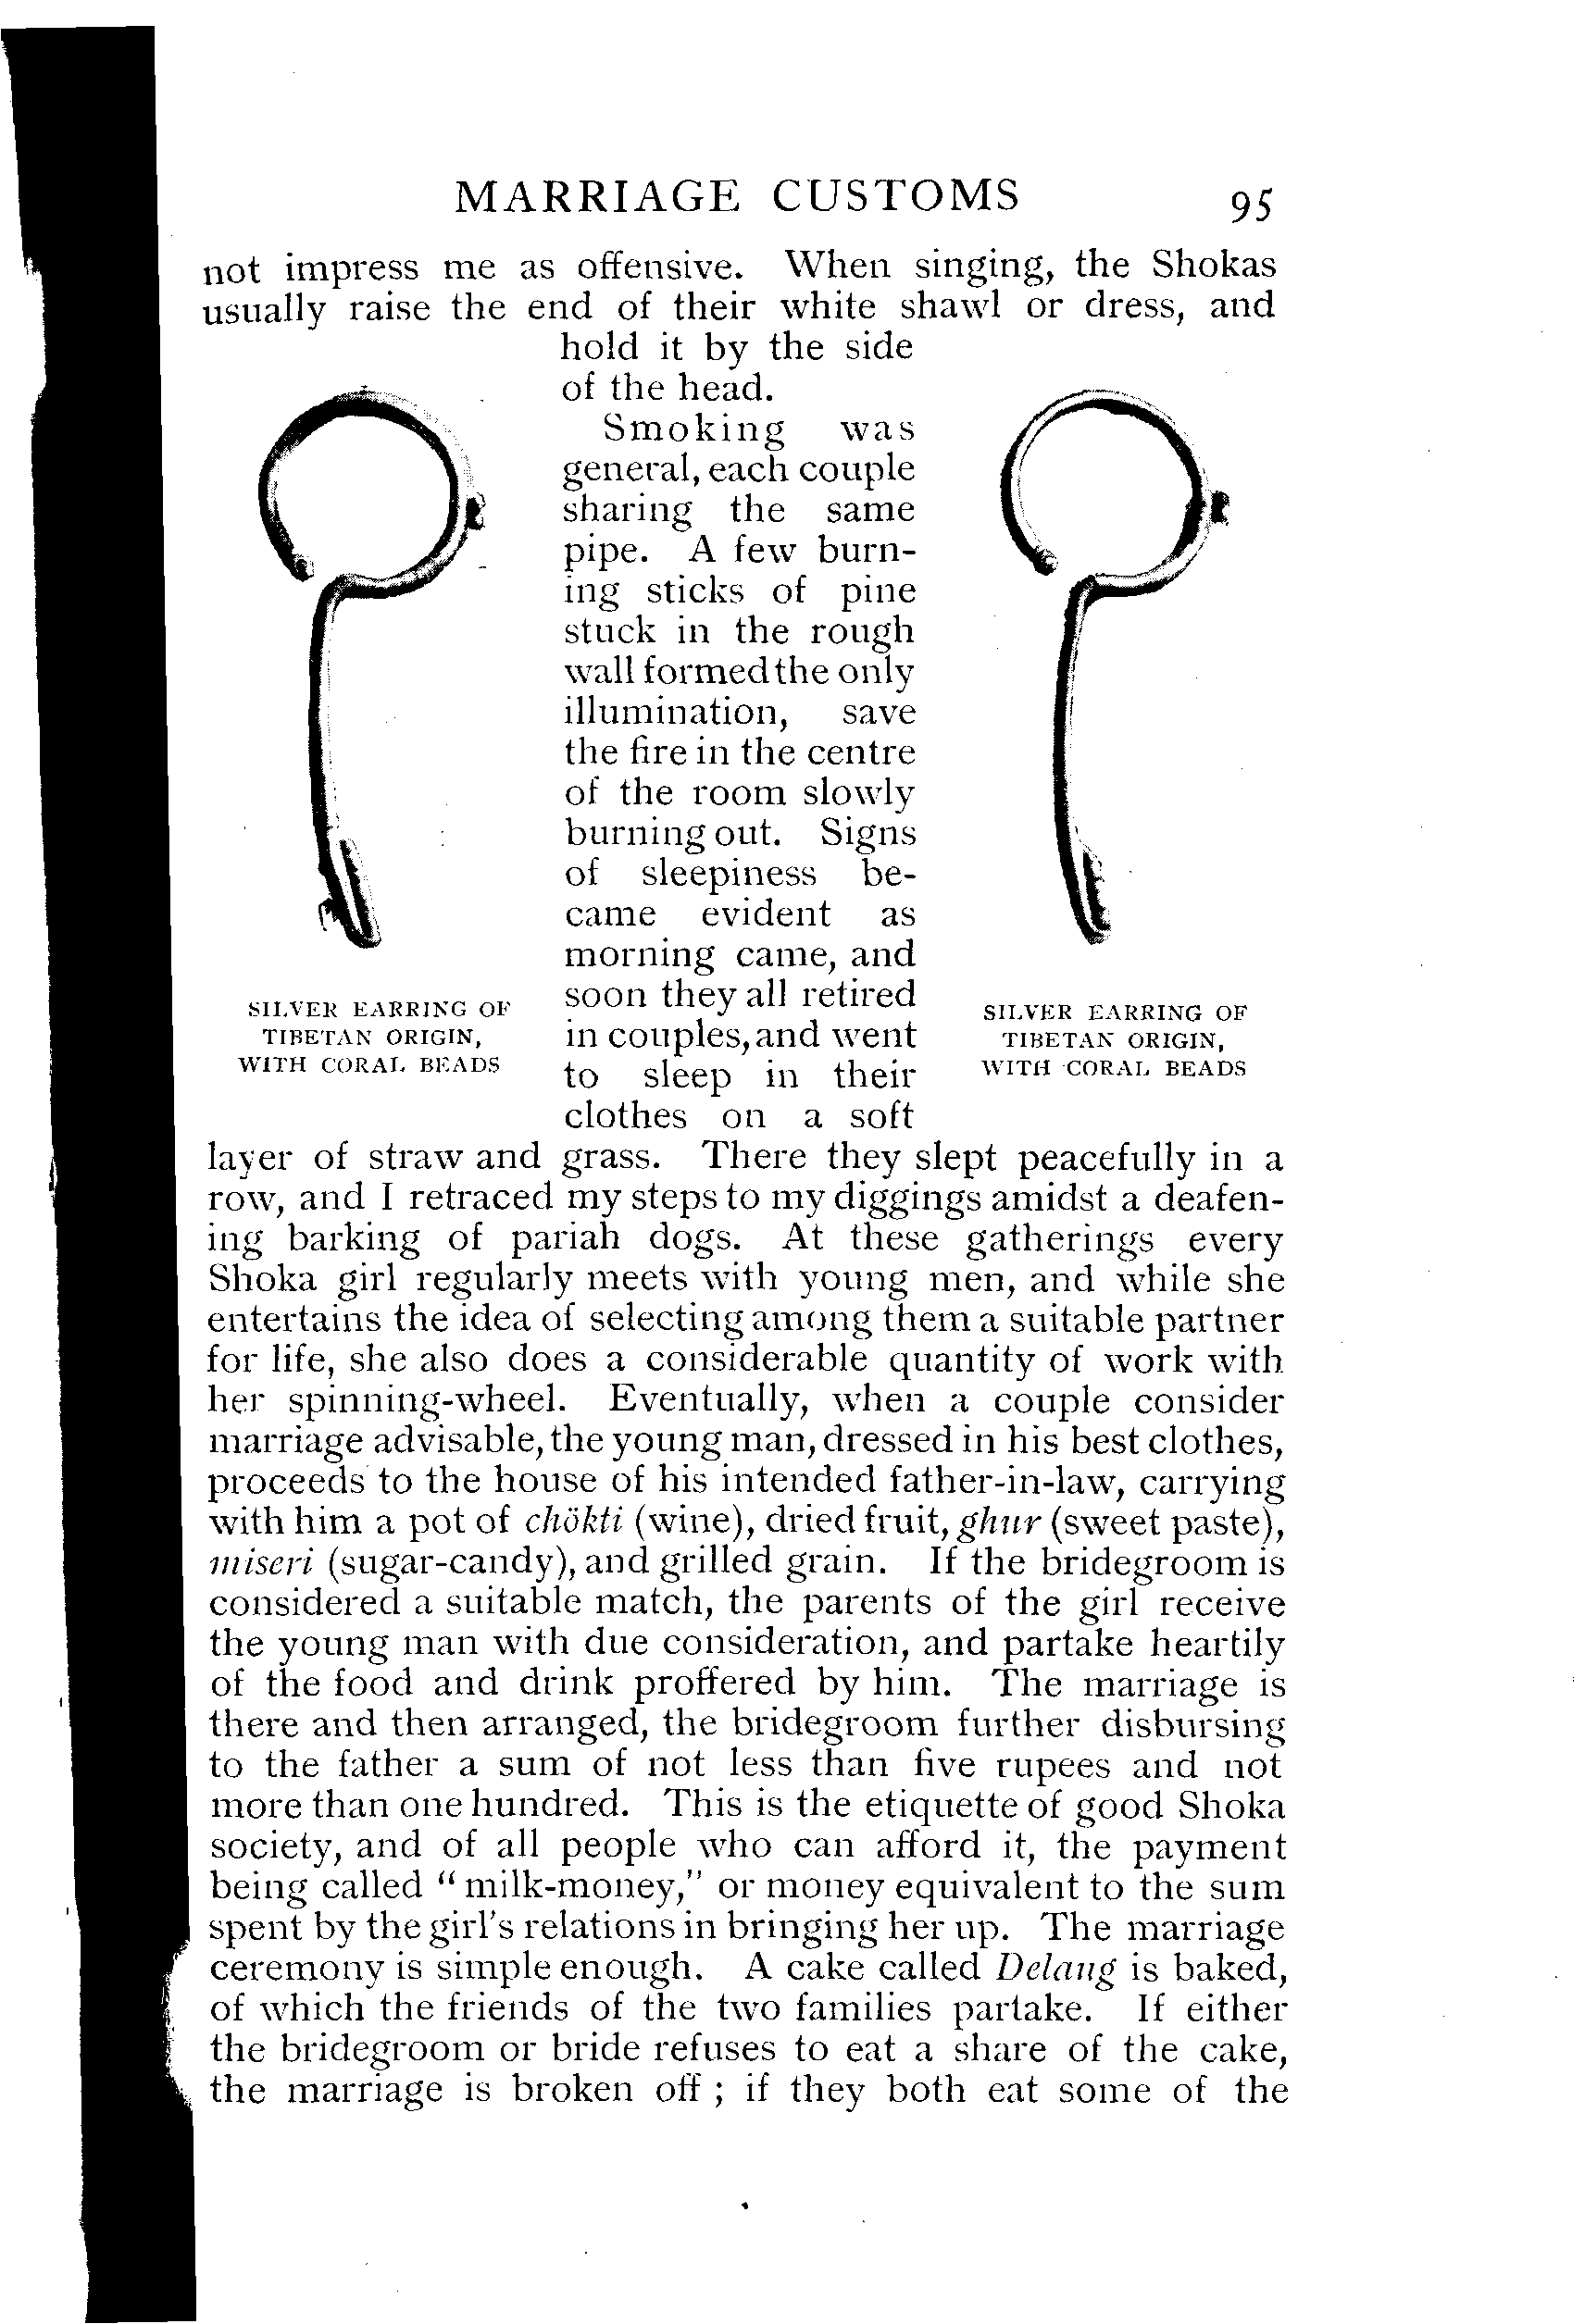 MARRIAGE CUSTOMS 95
not impress me as offensive. When singing, the Shokas
usually raise the end of their white shawl or dress, and
hold it by the side
of the head.
Smoking was
general, each couple
sharing the same
pipe. A few burn-
ing sticks of pine
stuck in the rough
wall formed the only
illumination, save
the fire in the centre
of the room slowly
burning out. Signs
of sleepiness be-
came evident as
morning came, and
soon they all retired
in couples, and went
to sleep in their
clothes on a soft
SILVER EARRING OF
TIBETAN ORIGIN,
WITH CORAL BEADS
SILVER EARRING OF
TIBETAN ORIGIN,
WITH CORAL BEADS
layer of straw and grass. There they slept peacefully in a
row, and I retraced my steps to my diggings amidst a deafen-
ing barking of pariah dogs. At these gatherings every
Shoka girl regularly meets with young men, and while she
entertains the idea of selecting among them a suitable partner
for life, she also does a considerable quantity of work with
her spinning-wheel. Eventually, when a couple consider
marriage advisable, the young man, dressed in his best clothes,
proceeds to the house of his intended father-in-law, carrying
with him a pot of chökti (wine), dried fruit, ghur (sweet paste),
miseri (sugar-candy), and grilled grain. If the bridegroom is
considered a suitable match, the parents of the girl receive
the young man with due consideration, and partake heartily
of the food and drink proffered by him. The marriage is
there and then arranged, the bridegroom further disbursing
to the father a sum of not less than five rupees and not
more than one hundred. This is the etiquette of good Shoka
society, and of all people who can afford it, the payment
being called "milk-money," or money equivalent to the sum
spent by the girl's relations in bringing her up. The marriage
ceremony is simple enough. A cake called Delang is baked,
of which the friends of the two families partake. If either
the bridegroom or bride refuses to eat a share of the cake,
the marriage is broken off; if they both eat some of the